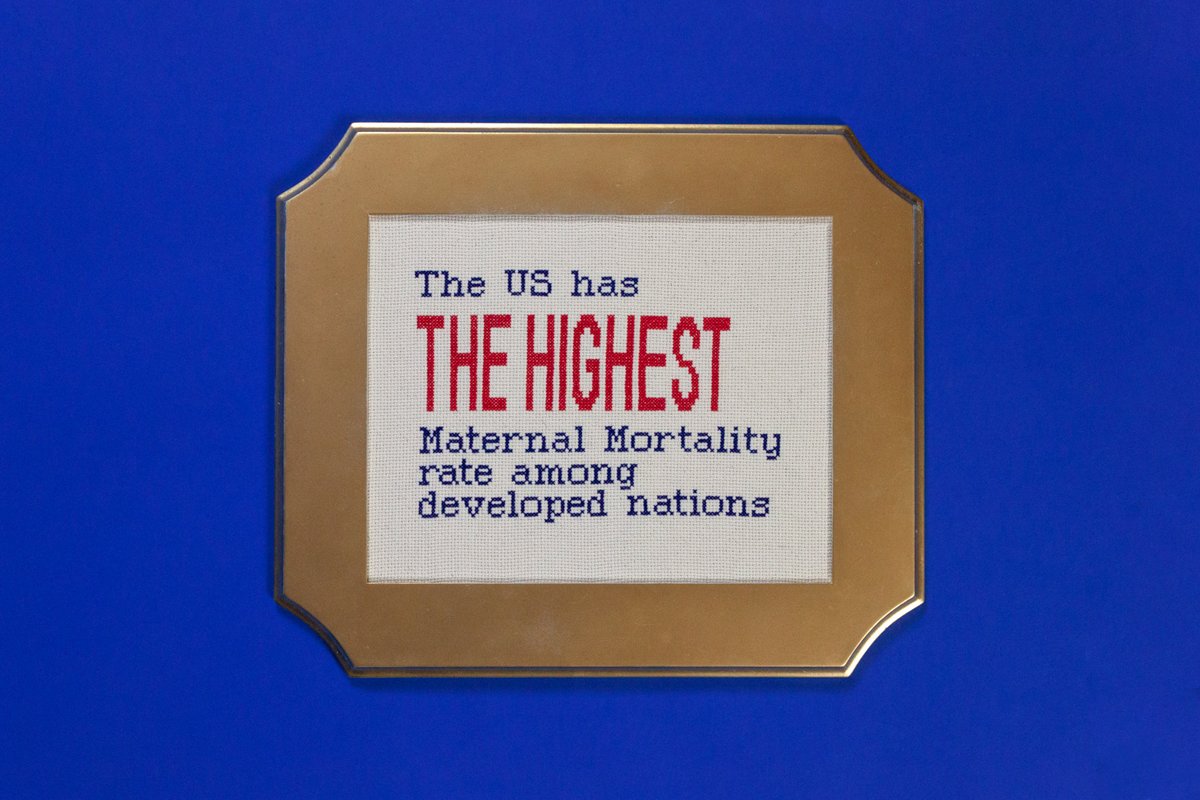 The US has
THE HIGHEST
Maternal Mortality
rate among
developed nations